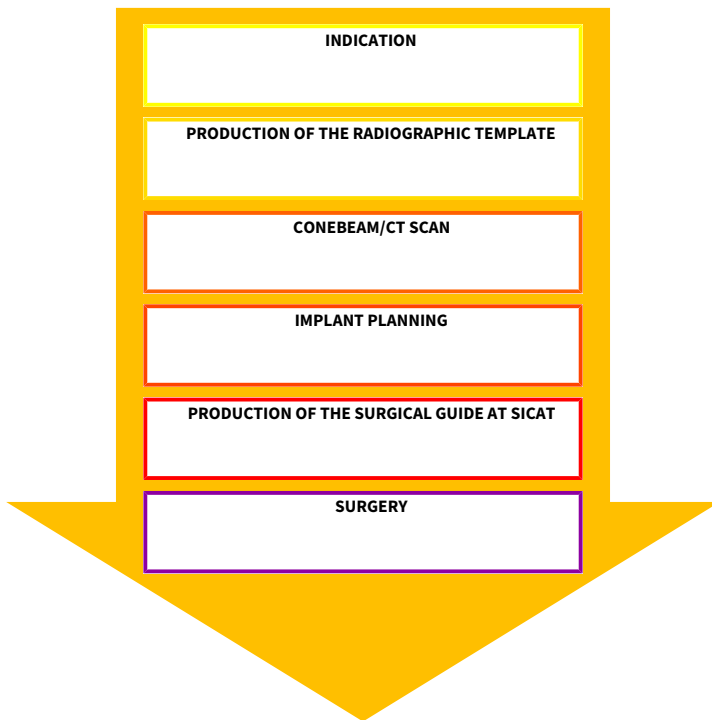 INDICATION
PRODUCTION OF THE RADIOGRAPHIC TEMPLATE
CONEBEAM/CT SCAN
IMPLANT PLANNING
PRODUCTION OF THE SURGICAL GUIDE AT SICAT
SURGERY